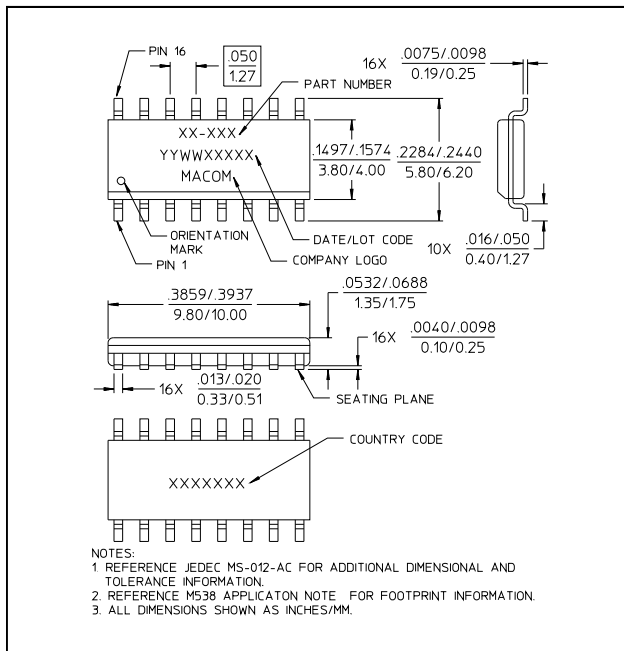 PIN 16
.050
1.27
PART NUMBER
16X .0075/.0098
0.19/0.25
XX-XXX
YYWWXXXXX
MACOM
.1497/.1574
3.80/4.00
.2284/.2440
5.80/6.20
ORIENTATION
MARK
PIN 1
DATE/LOT CODE
COMPANY LOGO
10X .016/.050
0.40/1.27
.3859/.3937
9.80/10.00
.0532/.0688
1.35/1.75
16X .0040/.0098
0.10/0.25
16X .013/.020
0.33/0.51
SEATING PLANE
COUNTRY CODE
XXXXXXX
NOTES:
1 REFERENCE JEDEC MS-012-AC FOR ADDITIONAL DIMENSIONAL AND
TOLERANCE INFORMATION.
2. REFERENCE M538 APPLICATON NOTE FOR FOOTPRINT INFORMATION.
3. ALL DIMENSIONS SHOWN AS INCHES/MM.